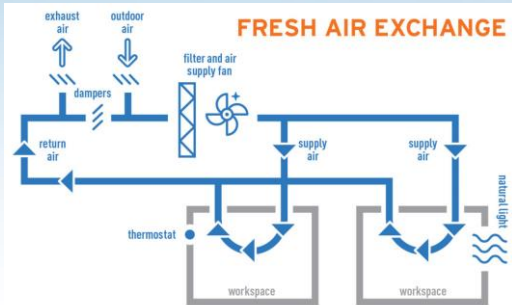 FRESH AIR EXCHANGE
exhaust
air
outdoor
air
filter and air
supply fan
dampers
return
air
supply
air
supply
air
natural light
thermostat
workspace
workspace